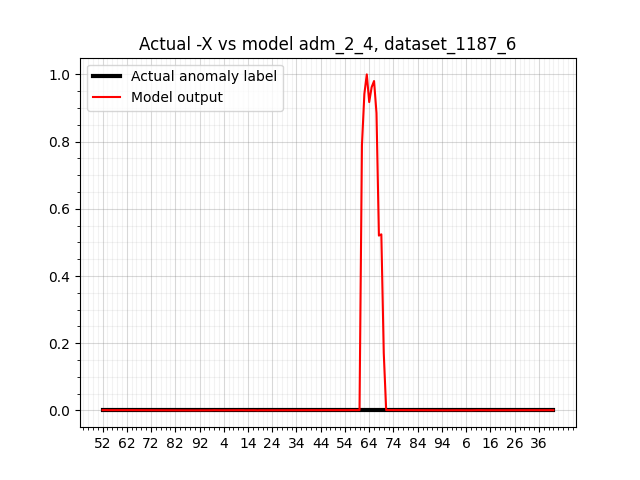 Actual -X vs model adm_2_4, dataset_1187_6
Actual anomaly label
Model output
1.0
0.8
0.6
0.4
0.2
0.0
52 62 72 82 92 4 14 24 34 44 54 64 74 84 94 6 16 26 36